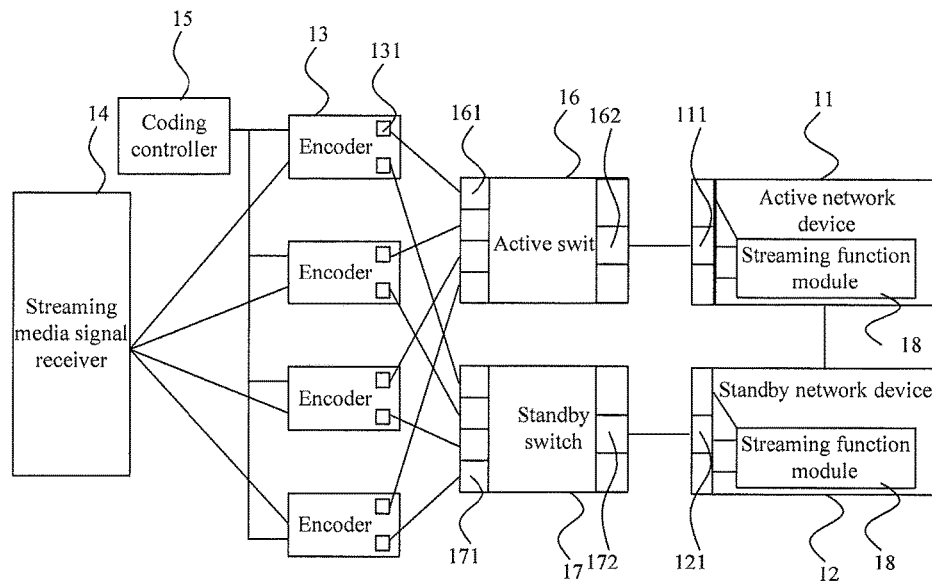 15
13
131
14
Coding
controller
Encoder
161
16
162
111
11
Active swit
Active network
device
Streaming function
module
18
Encoder
Streaming
media signal
receiver
Encoder
Standby
switch
Standby network device
Streaming function
module
Encoder
171
17
172
121
12
18